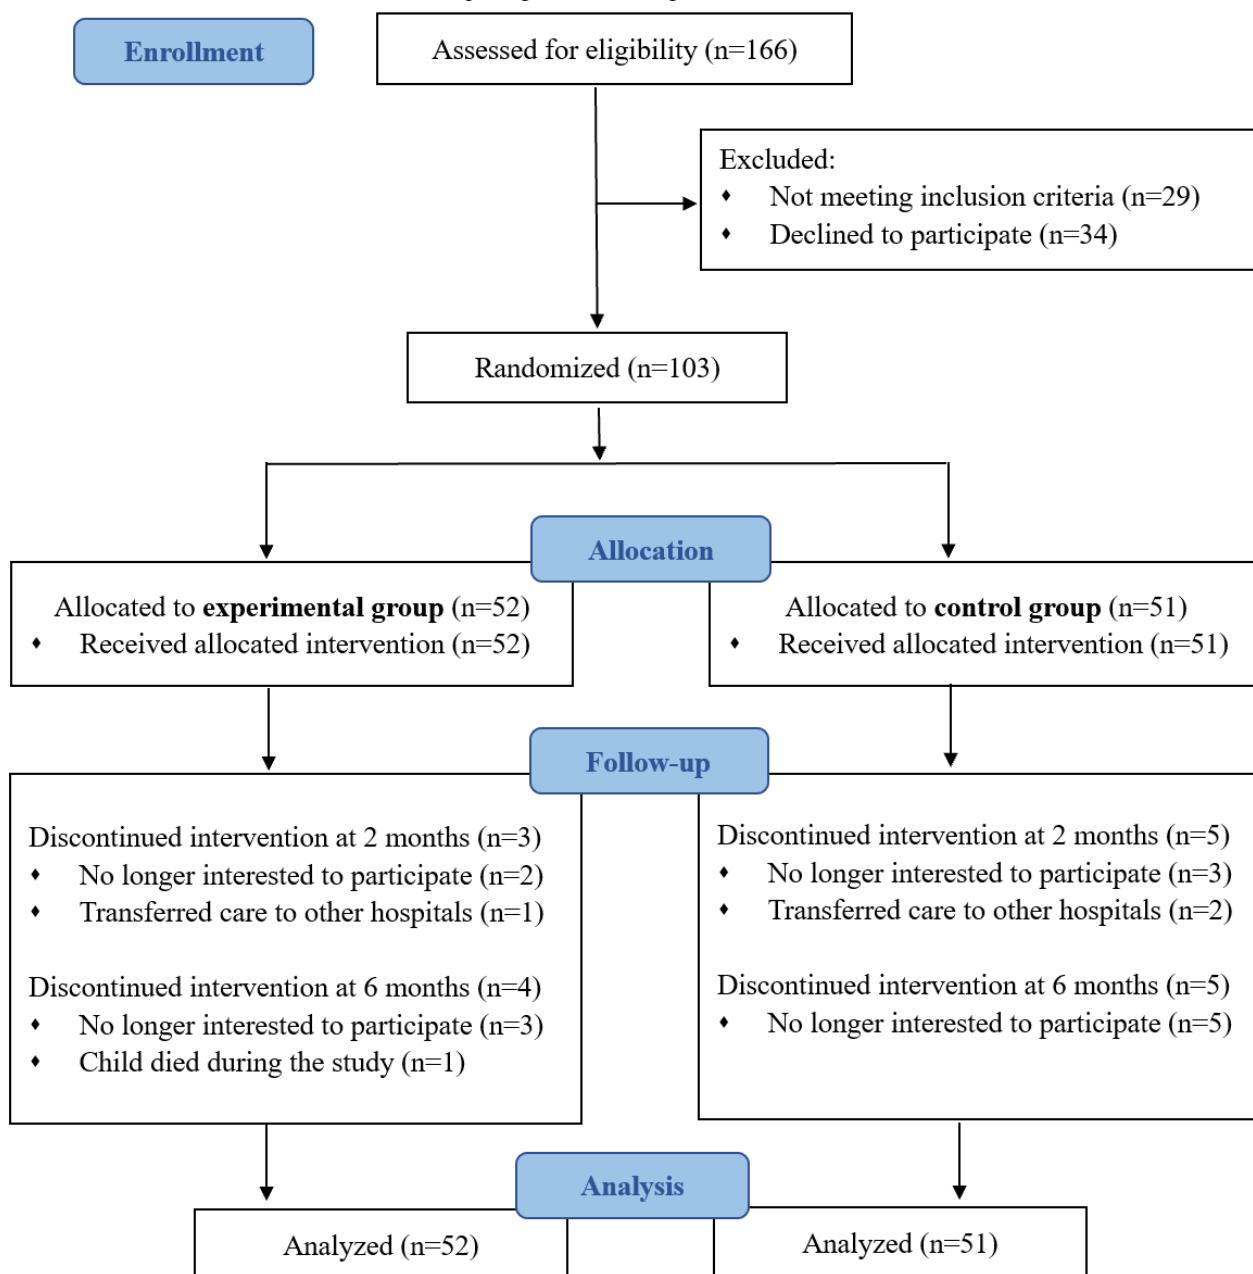 Enrollment
Assessed for eligibility (n=166)
Excluded:
♦ Not meeting inclusion criteria (n=29)
♦ Declined to participate (n=34)
Randomized (n=103)
Allocation
Allocated to experimental group (n=52)
♦ Received allocated intervention (n=52)
Allocated to control group (n=51)
♦ Received allocated intervention (n=51)
Follow-up
Discontinued intervention at 2 months (n=3)
♦ No longer interested to participate (n=2)
♦ Transferred care to other hospitals (n=1)
Discontinued intervention at 6 months (n=4)
♦ No longer interested to participate (n=3)
♦ Child died during the study (n=1)
Discontinued intervention at 2 months (n=5)
♦ No longer interested to participate (n=3)
♦ Transferred care to other hospitals (n=2)
Discontinued intervention at 6 months (n=5)
♦ No longer interested to participate (n=5)
Analysis
Analyzed (n=52)
Analyzed (n=51)